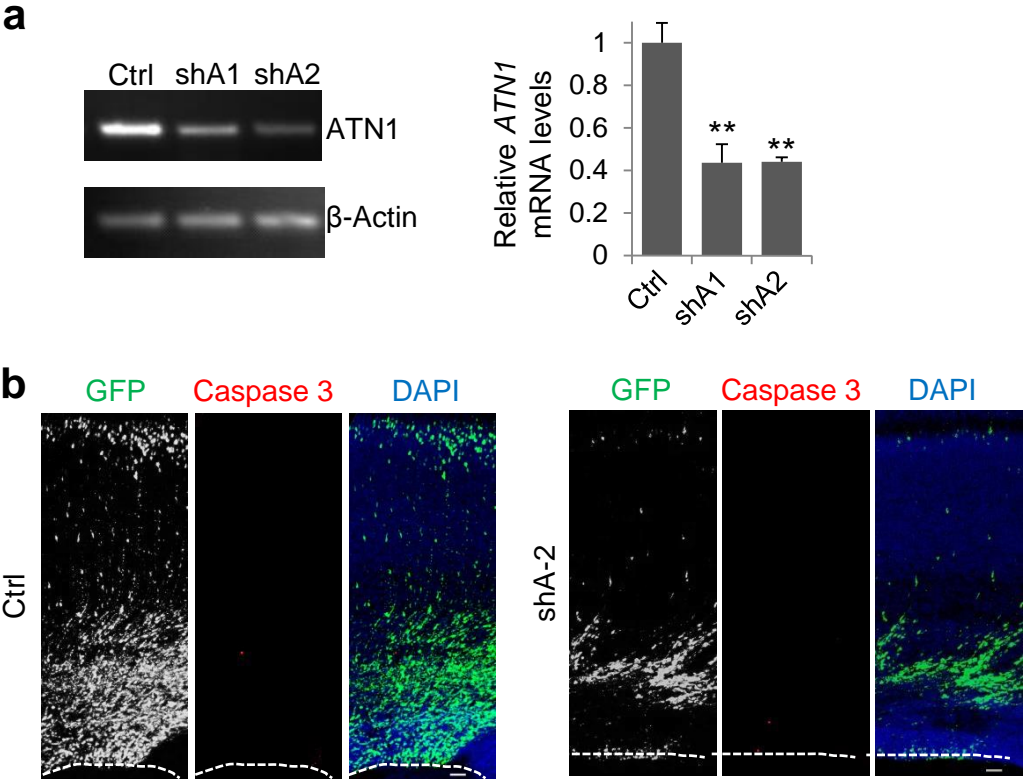 a
Ctrl shA1 shA2
ATN1
β-Actin
Relative ATN1
mRNA levels
1
0.8
0.6
0.4
0.2
0
**
**
Ctrl
shA1
shA2
b
GFP Caspase 3 DAPI
GFP Caspase 3 DAPI
Ctrl
shA-2